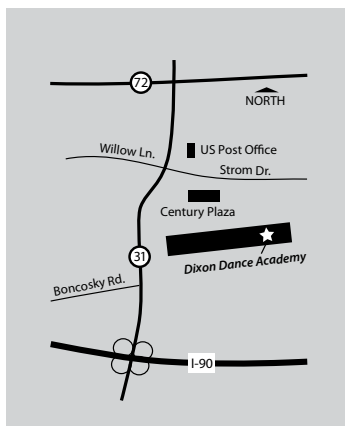 72
NORTH
US Post Office
Willow Ln.
Strom Dr.
Century Plaza
31
Dixon Dance Academy
Boncosky Rd.
I-90